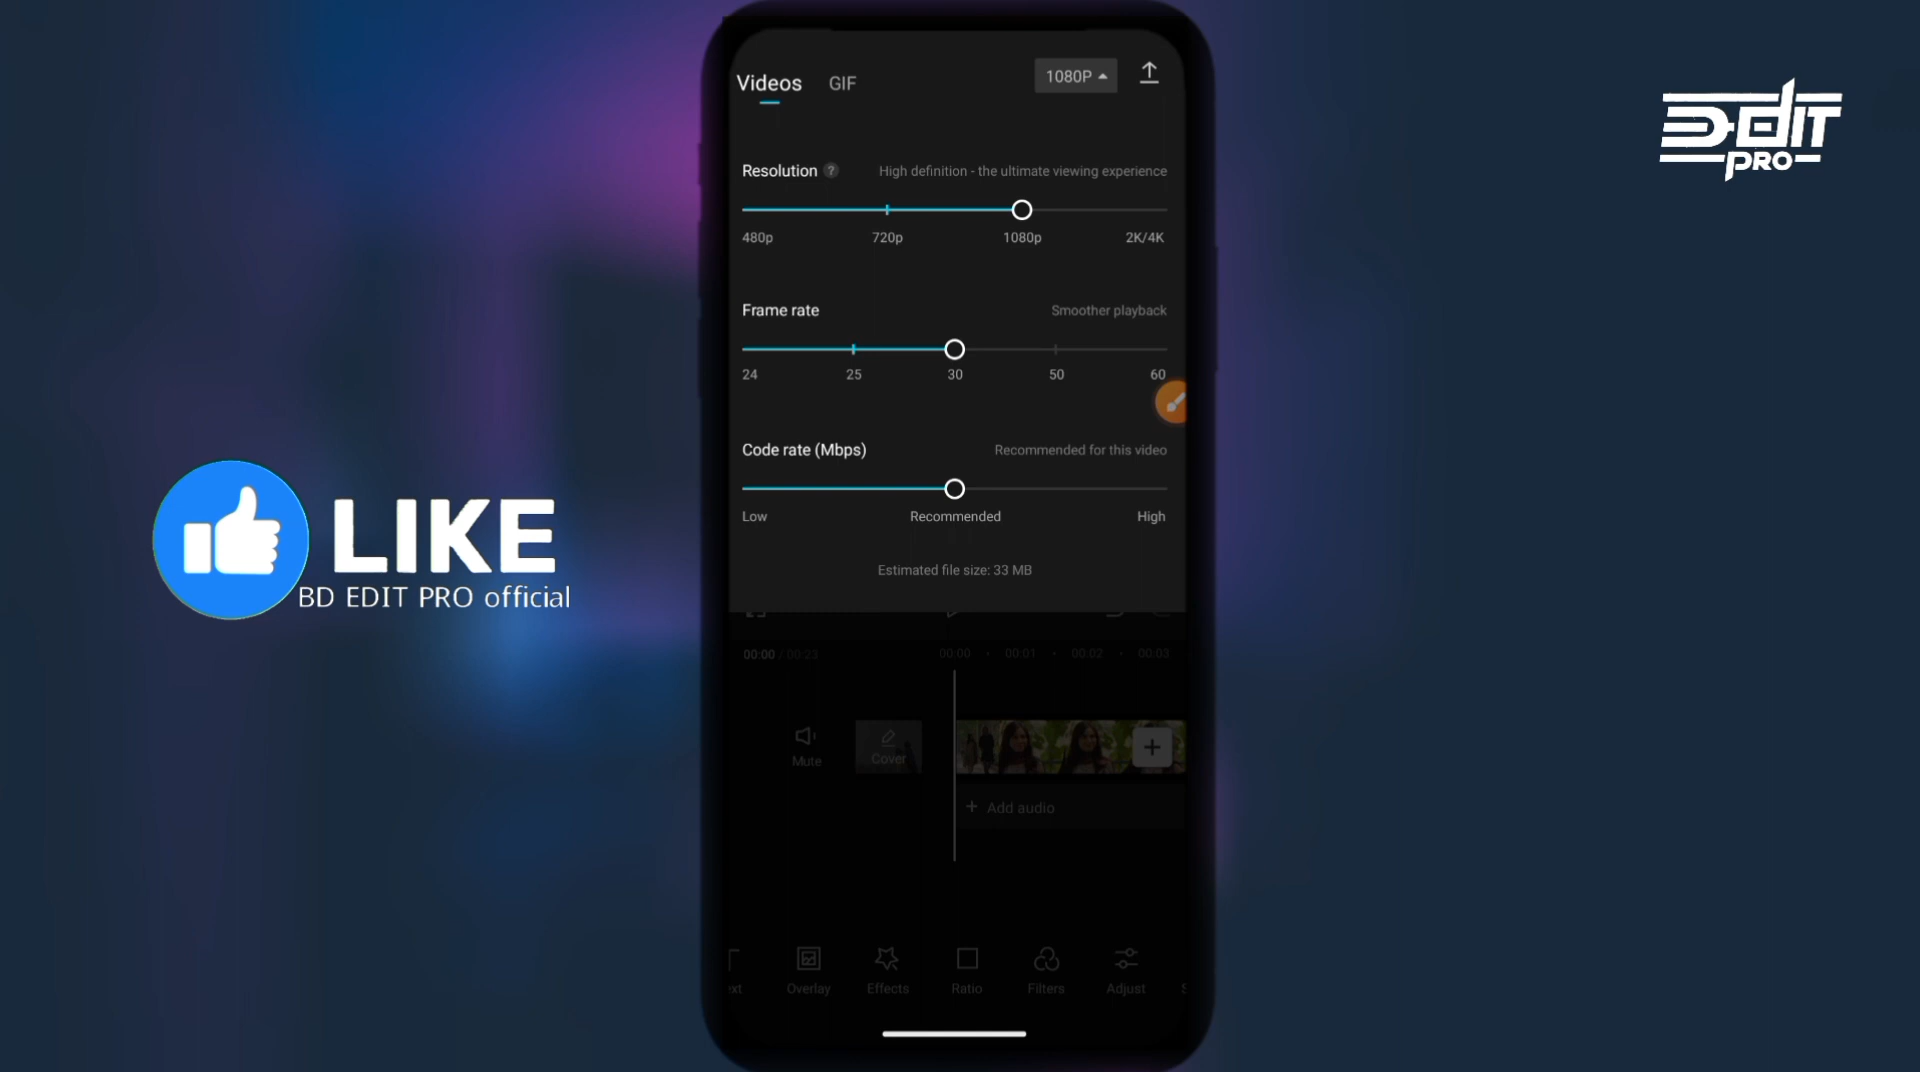 Videos GIF 1080P
EDIT
PRO
Resolution ? High definition - the ultimate viewing experience
480p 720p 1080p 2K/4K
Frame rate Smoother playback
24 25 30 50 60
Code rate (Mbps) Recommended for this video
Low Recommended High
LIKE
BD EDIT PRO official
Estimated file size: 33 MB
00:00 / 00:23 00:00 00:01 00:02 00:03
Mute Cover
+ Add audio
ext Overlay Effects Ratio Filters Adjust S